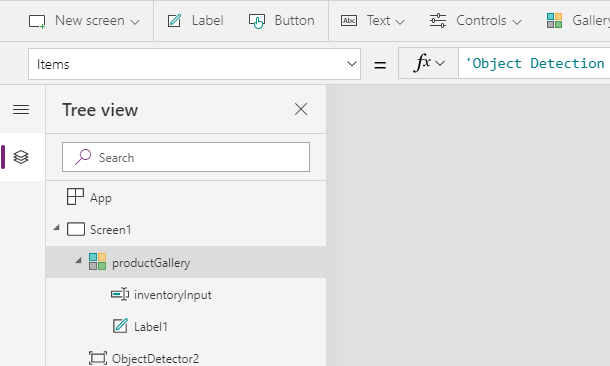 New screen Label Button Abc Text Controls Gallery
Items = fx 'Object Detection
Tree view
Search
App
Screen1
productGallery
inventoryInput
Label1
ObjectDetector2